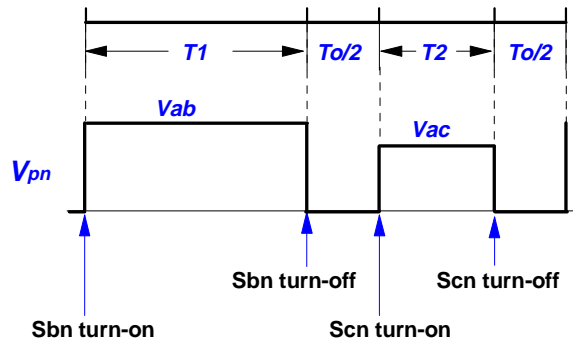 T1 To/2 T2 To/2
Vab
Vac
Vpn
Sbn turn-off Scn turn-off
Sbn turn-on Scn turn-on